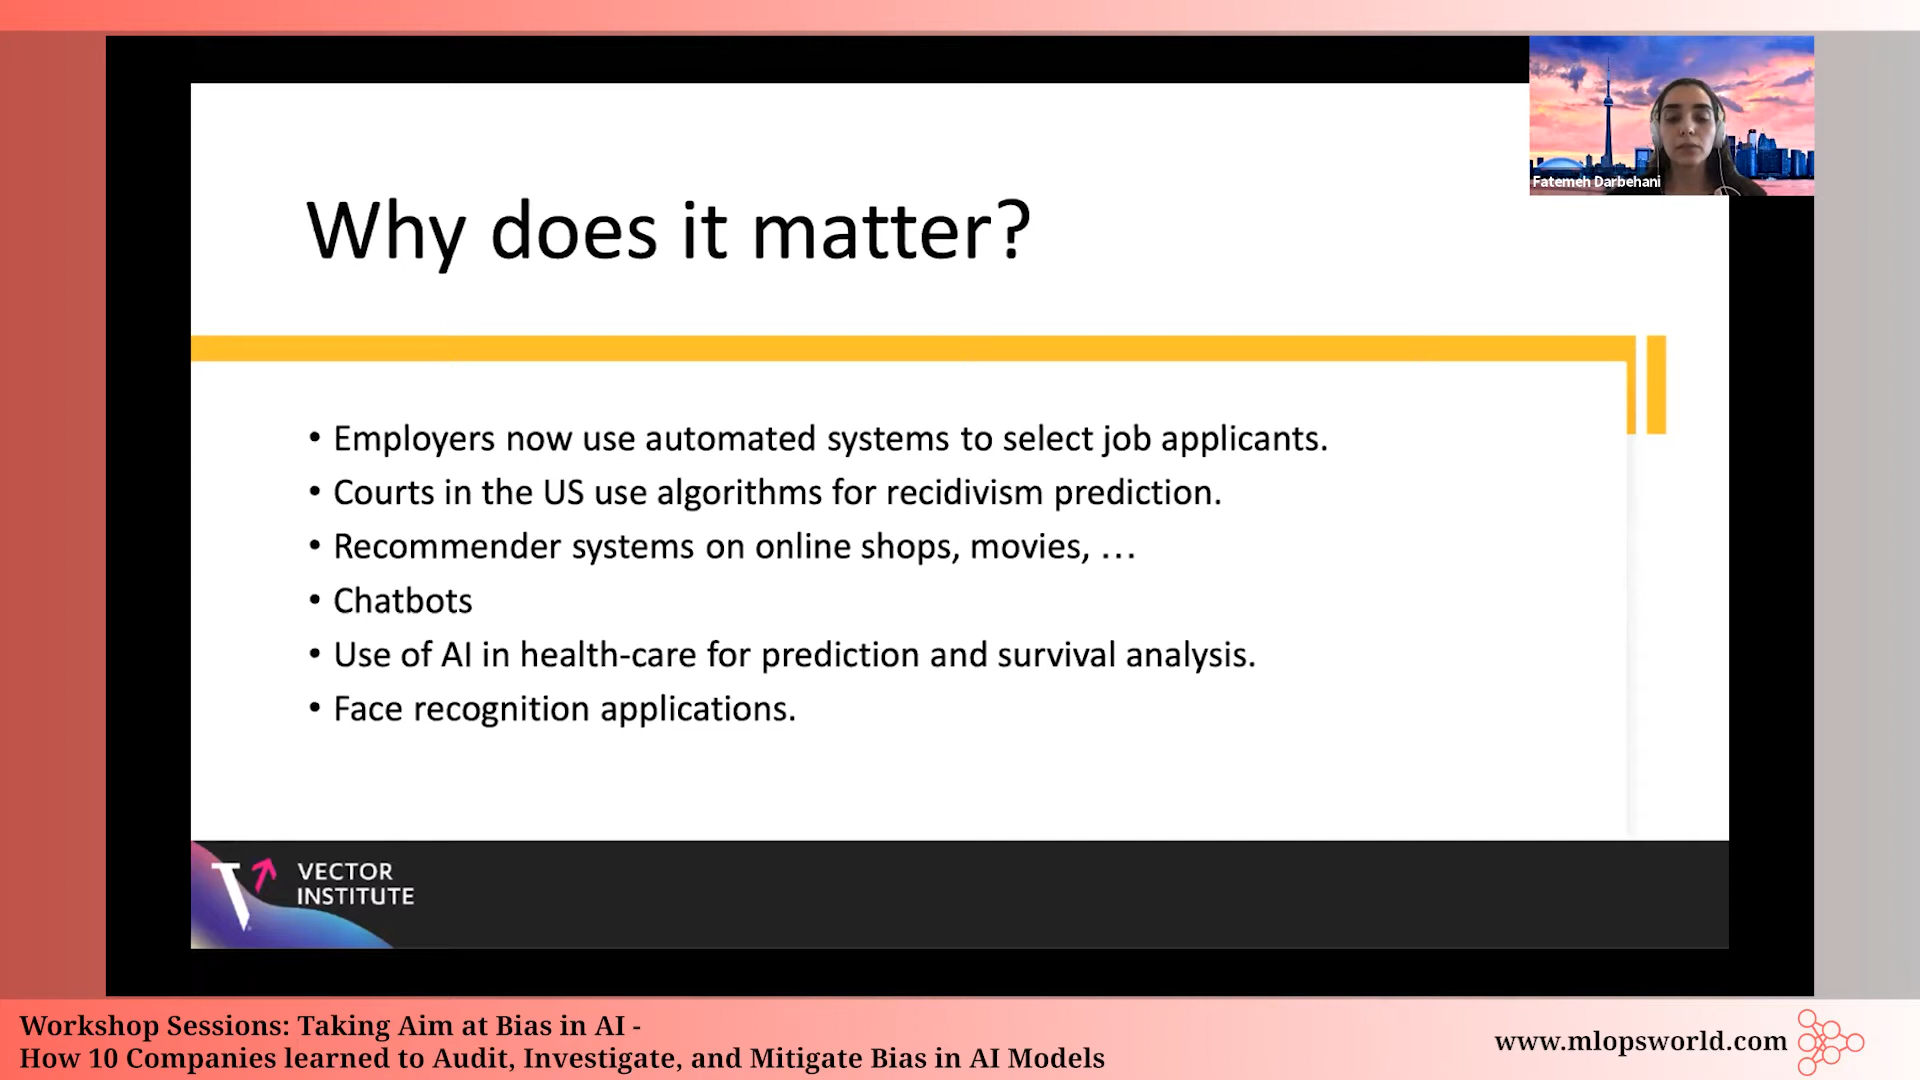 Fatemeh Darbehani
Why does it matter?
• Employers now use automated systems to select job applicants.
• Courts in the US use algorithms for recidivism prediction.
• Recommender systems on online shops, movies, …
• Chatbots
• Use of AI in health-care for prediction and survival analysis.
• Face recognition applications.
VECTOR
INSTITUTE
Workshop Sessions: Taking Aim at Bias in AI -
How 10 Companies learned to Audit, Investigate, and Mitigate Bias in AI Models
www.mlopsworld.com